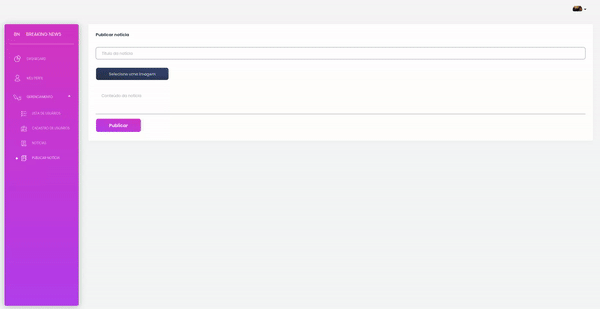 BN BREAKING NEWS
DASHBOARD
MEU PERFIL
GERENCIAMENTO
LISTA DE USUÁRIOS
CADASTRO DE USUÁRIOS
NOTÍCIAS
PUBLICAR NOTÍCIA
Publicar notícia
Título da notícia
Selecione uma imagem
Conteúdo da notícia
Publicar